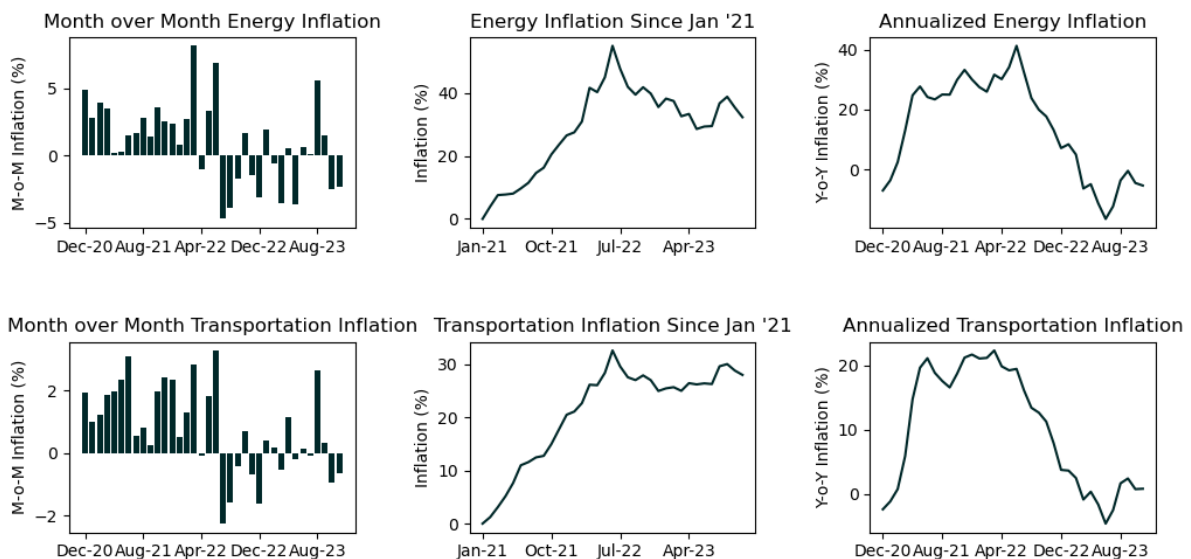 Month over Month Energy Inflation
M-o-M Inflation (%)
5
0
−5
Dec-20 Aug-21 Apr-22 Dec-22 Aug-23
Energy Inflation Since Jan '21
Inflation (%)
40
20
0
Jan-21 Oct-21 Jul-22 Apr-23
Annualized Energy Inflation
Y-o-Y Inflation (%)
40
20
0
Dec-20 Aug-21 Apr-22 Dec-22 Aug-23
Month over Month Transportation Inflation
M-o-M Inflation (%)
2
0
−2
Dec-20 Aug-21 Apr-22 Dec-22 Aug-23
Transportation Inflation Since Jan '21
Inflation (%)
30
20
10
0
Jan-21 Oct-21 Jul-22 Apr-23
Annualized Transportation Inflation
Y-o-Y Inflation (%)
20
10
0
Dec-20 Aug-21 Apr-22 Dec-22 Aug-23